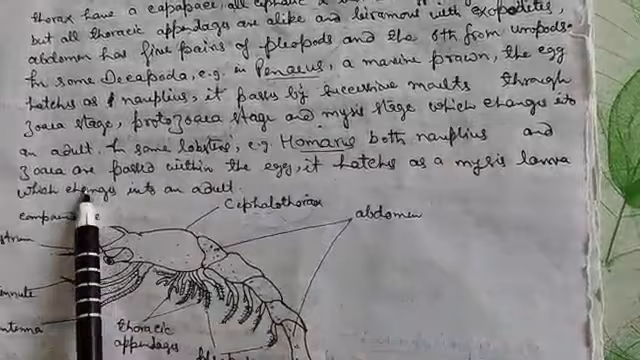 thorax have a carapace, all cephalic
but all thoracic appendages are alike and biramous with exopodites,
abdomen has five pairs of pleopods and the 6th from uropods.
In some Decapoda, e.g. in Penaeus, a marine prawn, the egg
hatches as nauplius, it passes by successive moults through
zoaea stage, protozoaea stage and mysis stage which changes into
an adult. In some lobsters, e.g. Homarus both nauplius and
zoaea are passed within the egg, it hatches as a mysis larva
which changes into an adult.
Cephalothorax
abdomen
thoracic
appendages